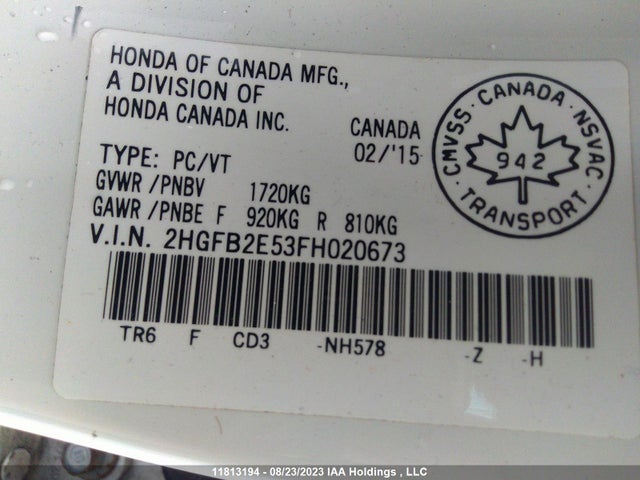 HONDA OF CANADA MFG.,
A DIVISION OF
HONDA CANADA INC.
CANADA
02/'15
TYPE: PC/VT
GVWR/PNBV 1720KG
GAWR/PNBE F 920KG R 810KG
V.I.N. 2HGFB2E53FH020673
TR6 F CD3 -NH578 -Z -H
CMVSS · CANADA · NSVAC
942
TRANSPORT
11813194 - 08/23/2023 IAA Holdings , LLC